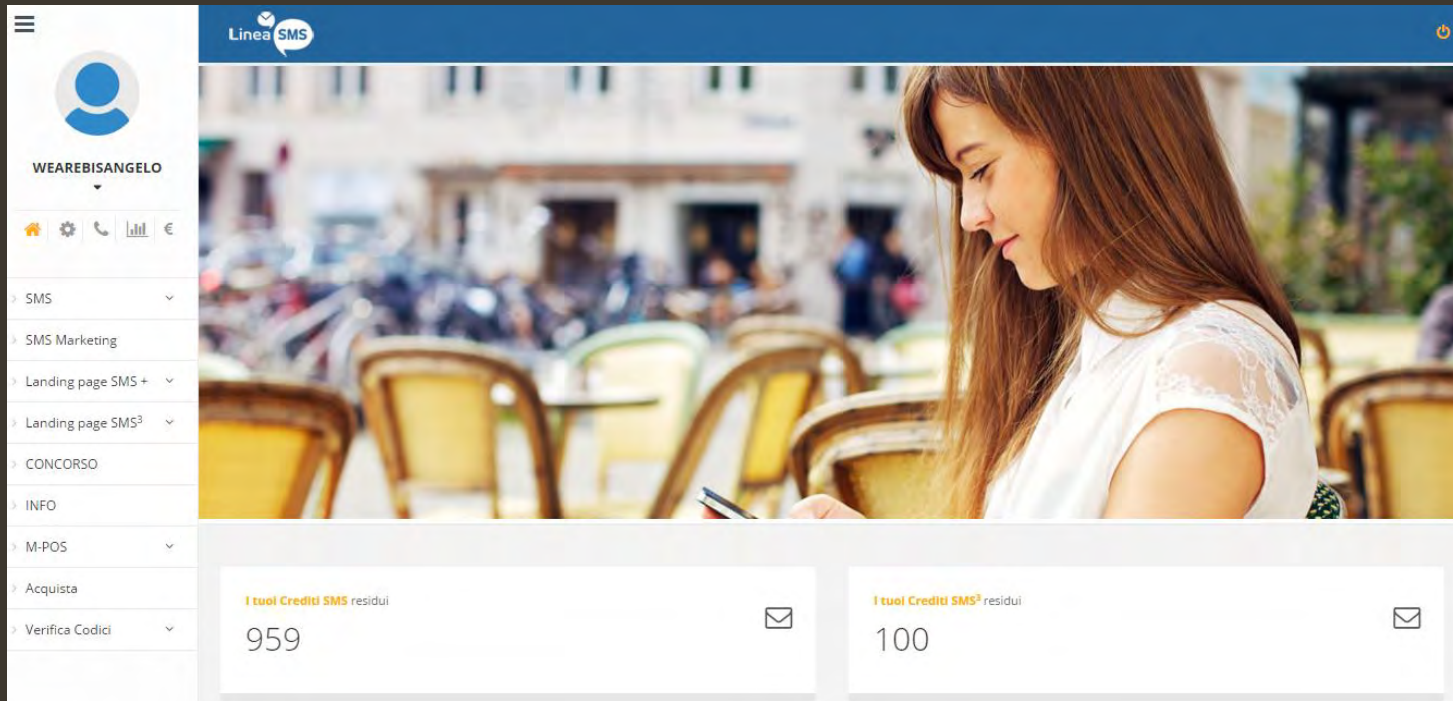 Linea SMS
WEAREBISANGELO
€
SMS
SMS Marketing
Landing page SMS +
Landing page SMS³
CONCORSO
INFO
M-POS
Acquista
Verifica Codici
I tuoi Crediti SMS residui
959
I tuoi Crediti SMS³ residui
100